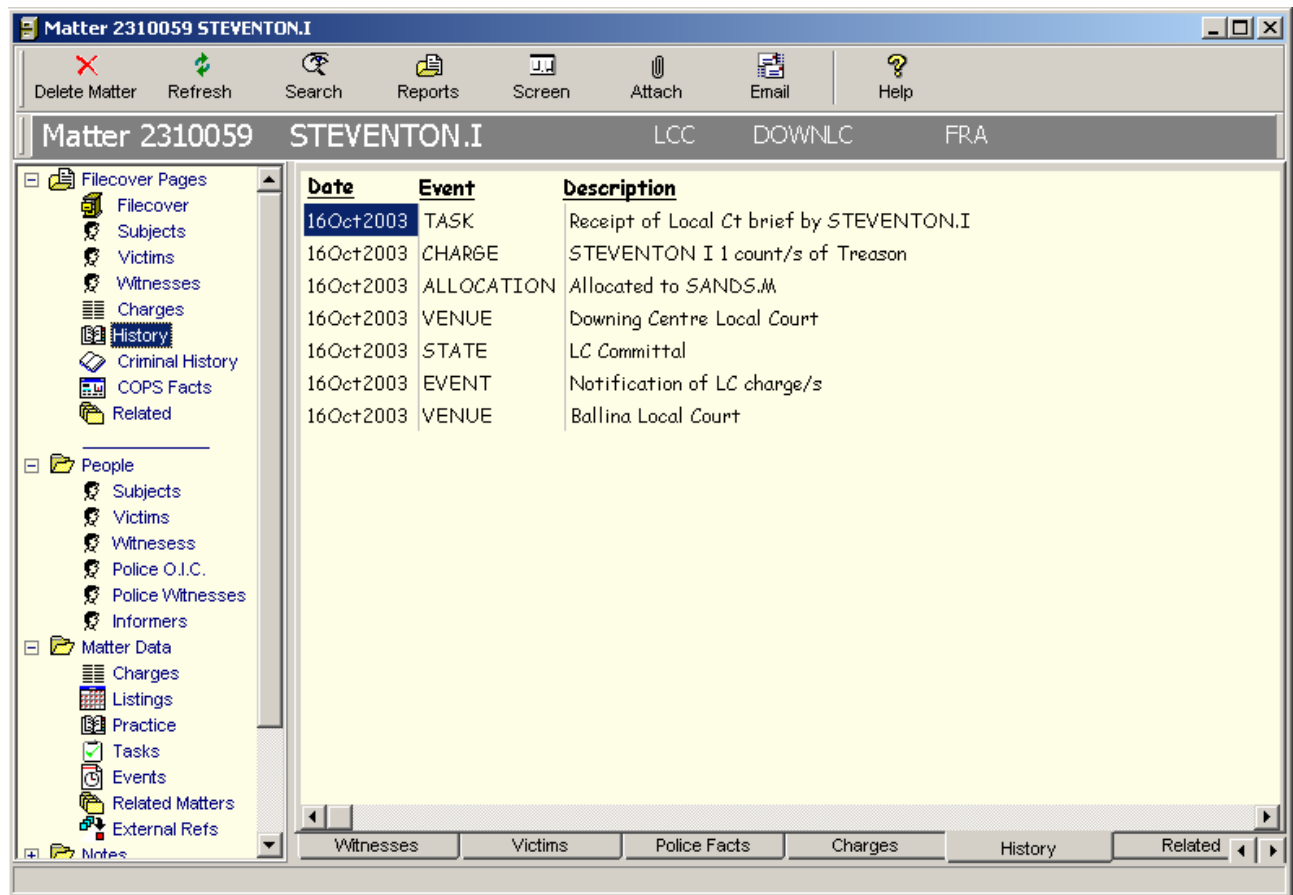 Matter 2310059 STEVENTON.I
Delete Matter Refresh Search Reports Screen Attach Email Help
Matter 2310059 STEVENTON.I LCC DOWNLC FRA
Filecover Pages
Filecover
Subjects
Victims
Witnesses
Charges
History
Criminal History
COPS Facts
Related
People
Subjects
Victims
Witnesess
Police O.I.C.
Police Witnesses
Informers
Matter Data
Charges
Listings
Practice
Tasks
Events
Related Matters
External Refs
Notes
Date Event Description
16Oct2003 TASK Receipt of Local Ct brief by STEVENTON.I
16Oct2003 CHARGE STEVENTON I 1 count/s of Treason
16Oct2003 ALLOCATION Allocated to SANDS.M
16Oct2003 VENUE Downing Centre Local Court
16Oct2003 STATE LC Committal
16Oct2003 EVENT Notification of LC charge/s
16Oct2003 VENUE Ballina Local Court
Witnesses Victims Police Facts Charges History Related